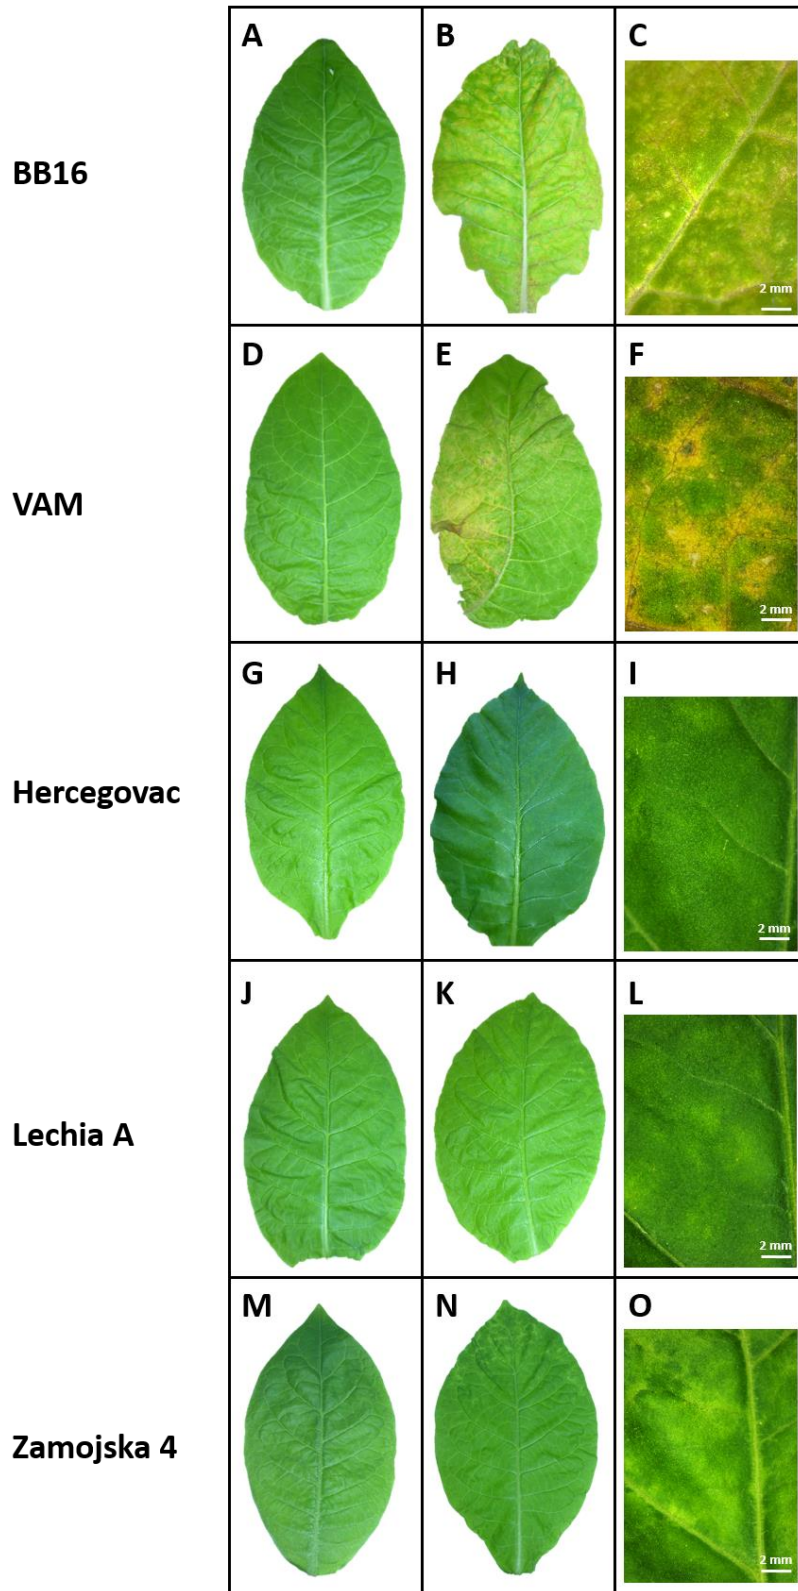 A B C
BB16
2 mm
D E F
VAM
2 mm
G H I
Hercegovac
2 mm
J K L
Lechia A
2 mm
M N O
Zamojska 4
2 mm